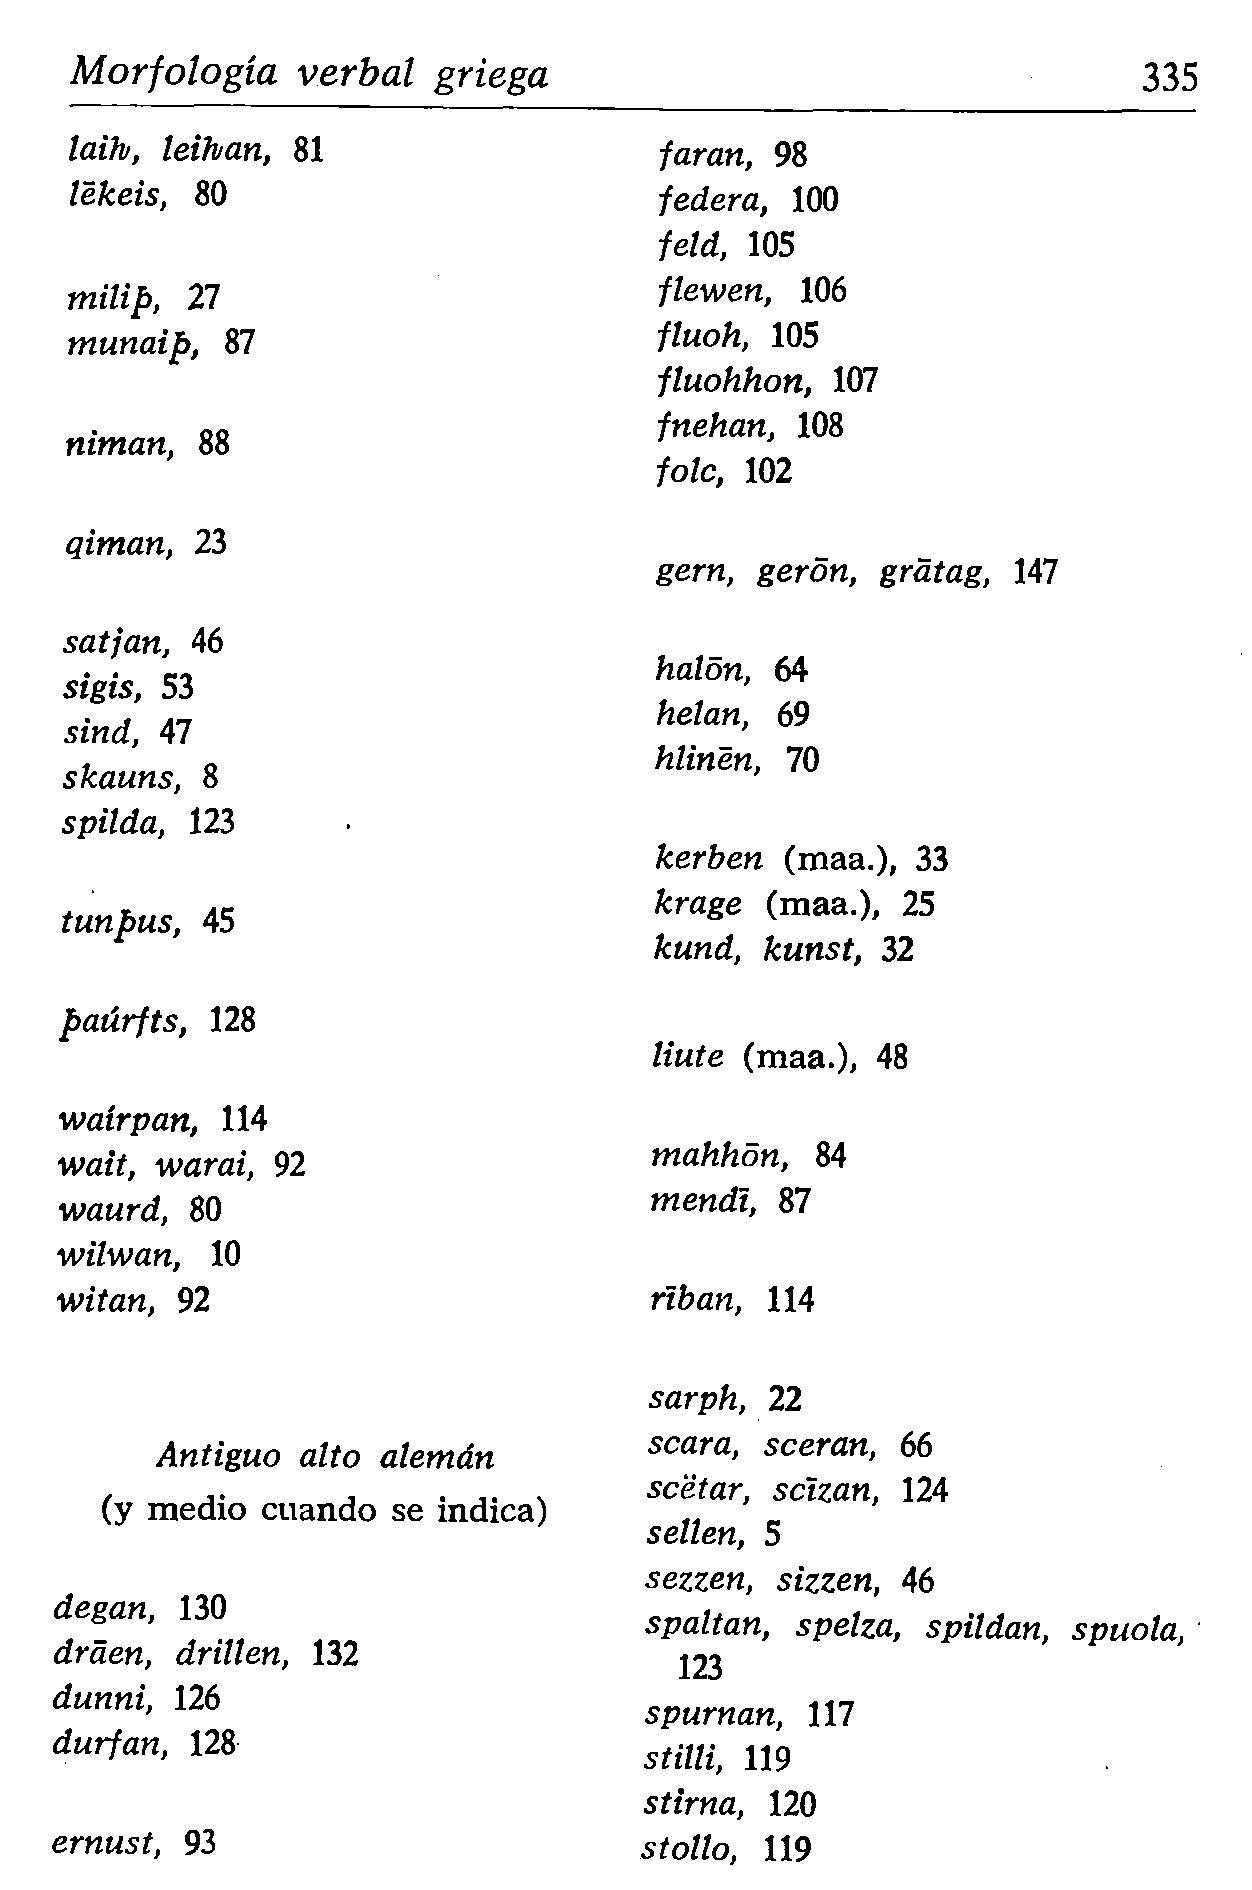 Morfología verbal griega 335
laiƕ, leiƕan, 81
lēkeis, 80
miliþ, 27
munaiþ, 87
niman, 88
qiman, 23
satjan, 46
sigis, 53
sind, 47
skauns, 8
spilda, 123
tunþus, 45
þaúrfts, 128
waírpan, 114
wait, warai, 92
waurd, 80
wilwan, 10
witan, 92
Antiguo alto alemán
(y medio cuando se indica)
degan, 130
drāen, drillen, 132
dunni, 126
durfan, 128
ernust, 93
faran, 98
federa, 100
feld, 105
flewen, 106
fluoh, 105
fluohhon, 107
fnehan, 108
folc, 102
gern, gerōn, grātag, 147
halōn, 64
helan, 69
hlinēn, 70
kerben (maa.), 33
krage (maa.), 25
kund, kunst, 32
liute (maa.), 48
mahhōn, 84
mendī, 87
rīban, 114
sarph, 22
scara, sceran, 66
scëtar, scīzan, 124
sellen, 5
sezzen, sizzen, 46
spaltan, spelza, spildan, spuola,
123
spurnan, 117
stilli, 119
stirna, 120
stollo, 119